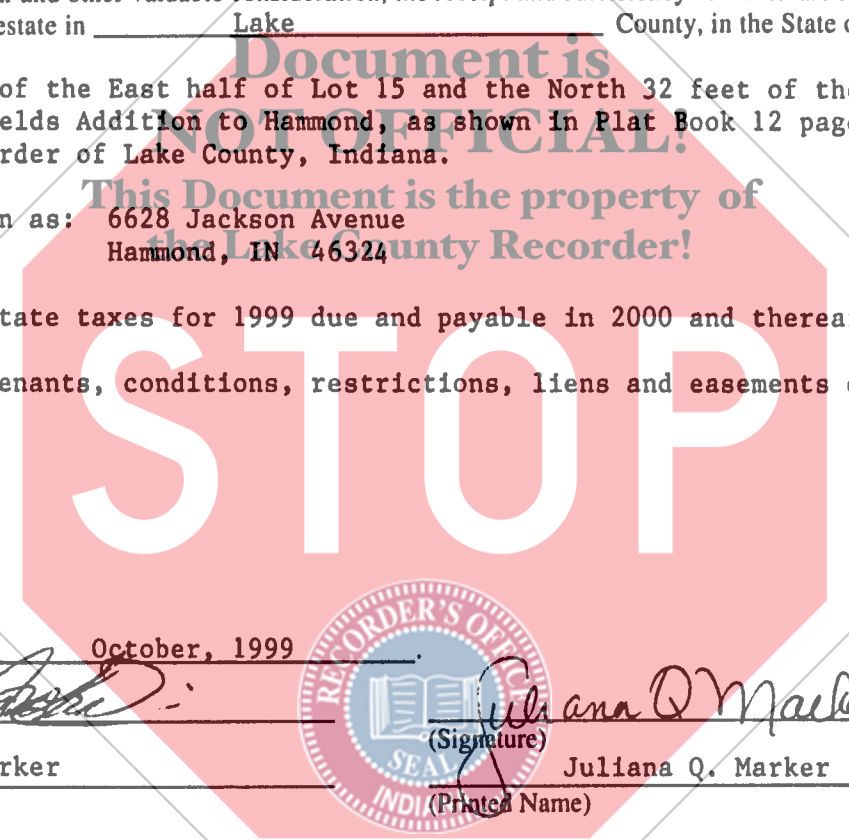 estate in Lake County, in the State o
Document is
of the East half of Lot 15 and the North 32 feet of the
elds Addition to Hammond, as shown in Plat Book 12 page
NOT OFFICIAL!
rder of Lake County, Indiana.
This Document is the property of
n as: 6628 Jackson Avenue
the Lake County Recorder!
Hammond, IN 46324
tate taxes for 1999 due and payable in 2000 and therea
enants, conditions, restrictions, liens and easements
STOP
October, 1999
RECORDER'S OFFIC
SEAL
INDI
Juliana Q Mark
(Signature)
rker Juliana Q. Marker
(Printed Name)